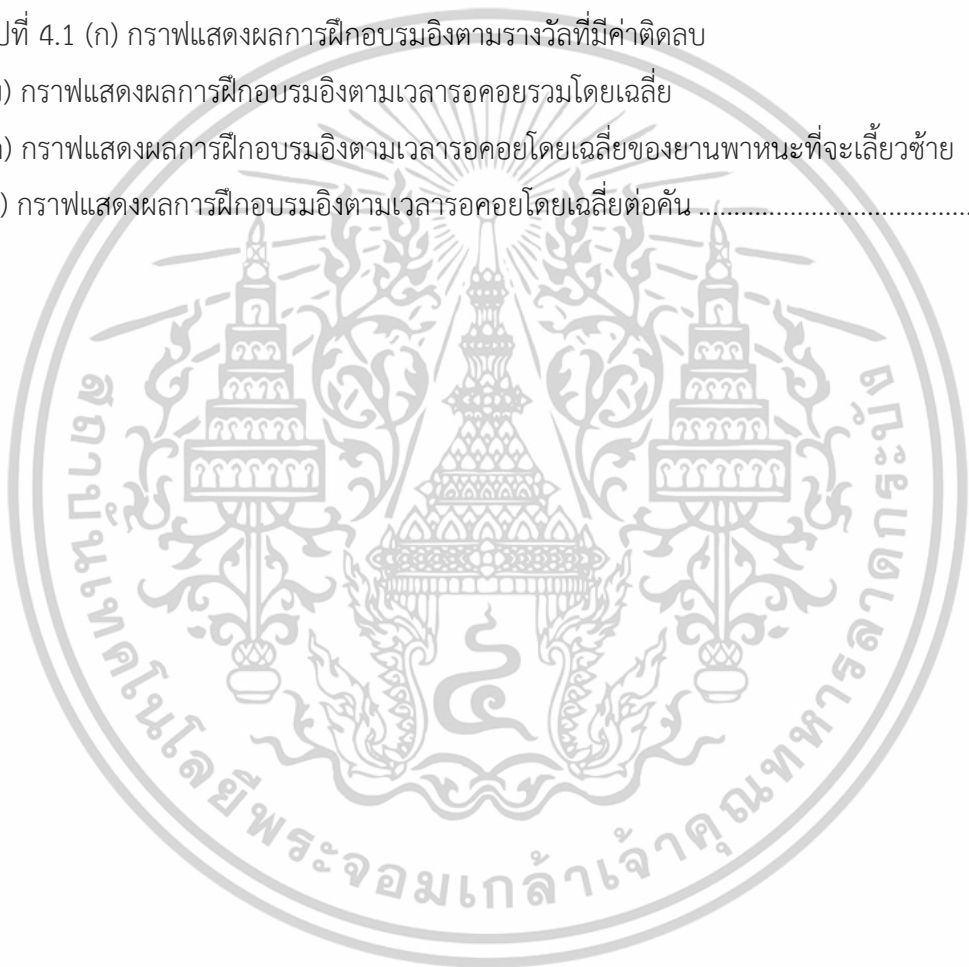 ปที่ 4.1 (ก) กราฟแสดงผลการฝึกอบรมอิงตามรางวัลที่มีค่าติดลบ
) กราฟแสดงผลการฝึกอบรมอิงตามเวลารอคอยรวมโดยเฉลี่ย
) กราฟแสดงผลการฝึกอบรมอิงตามเวลารอคอยโดยเฉลี่ยของยานพาหนะที่จะเลี้ยวซ้าย
) กราฟแสดงผลการฝึกอบรมอิงตามเวลารอคอยโดยเฉลี่ยต่อคัน ....................................
สถาบันเทคโนโลยีพระจอมเกล้าเจ้าคุณทหารลาดกระบัง
๔